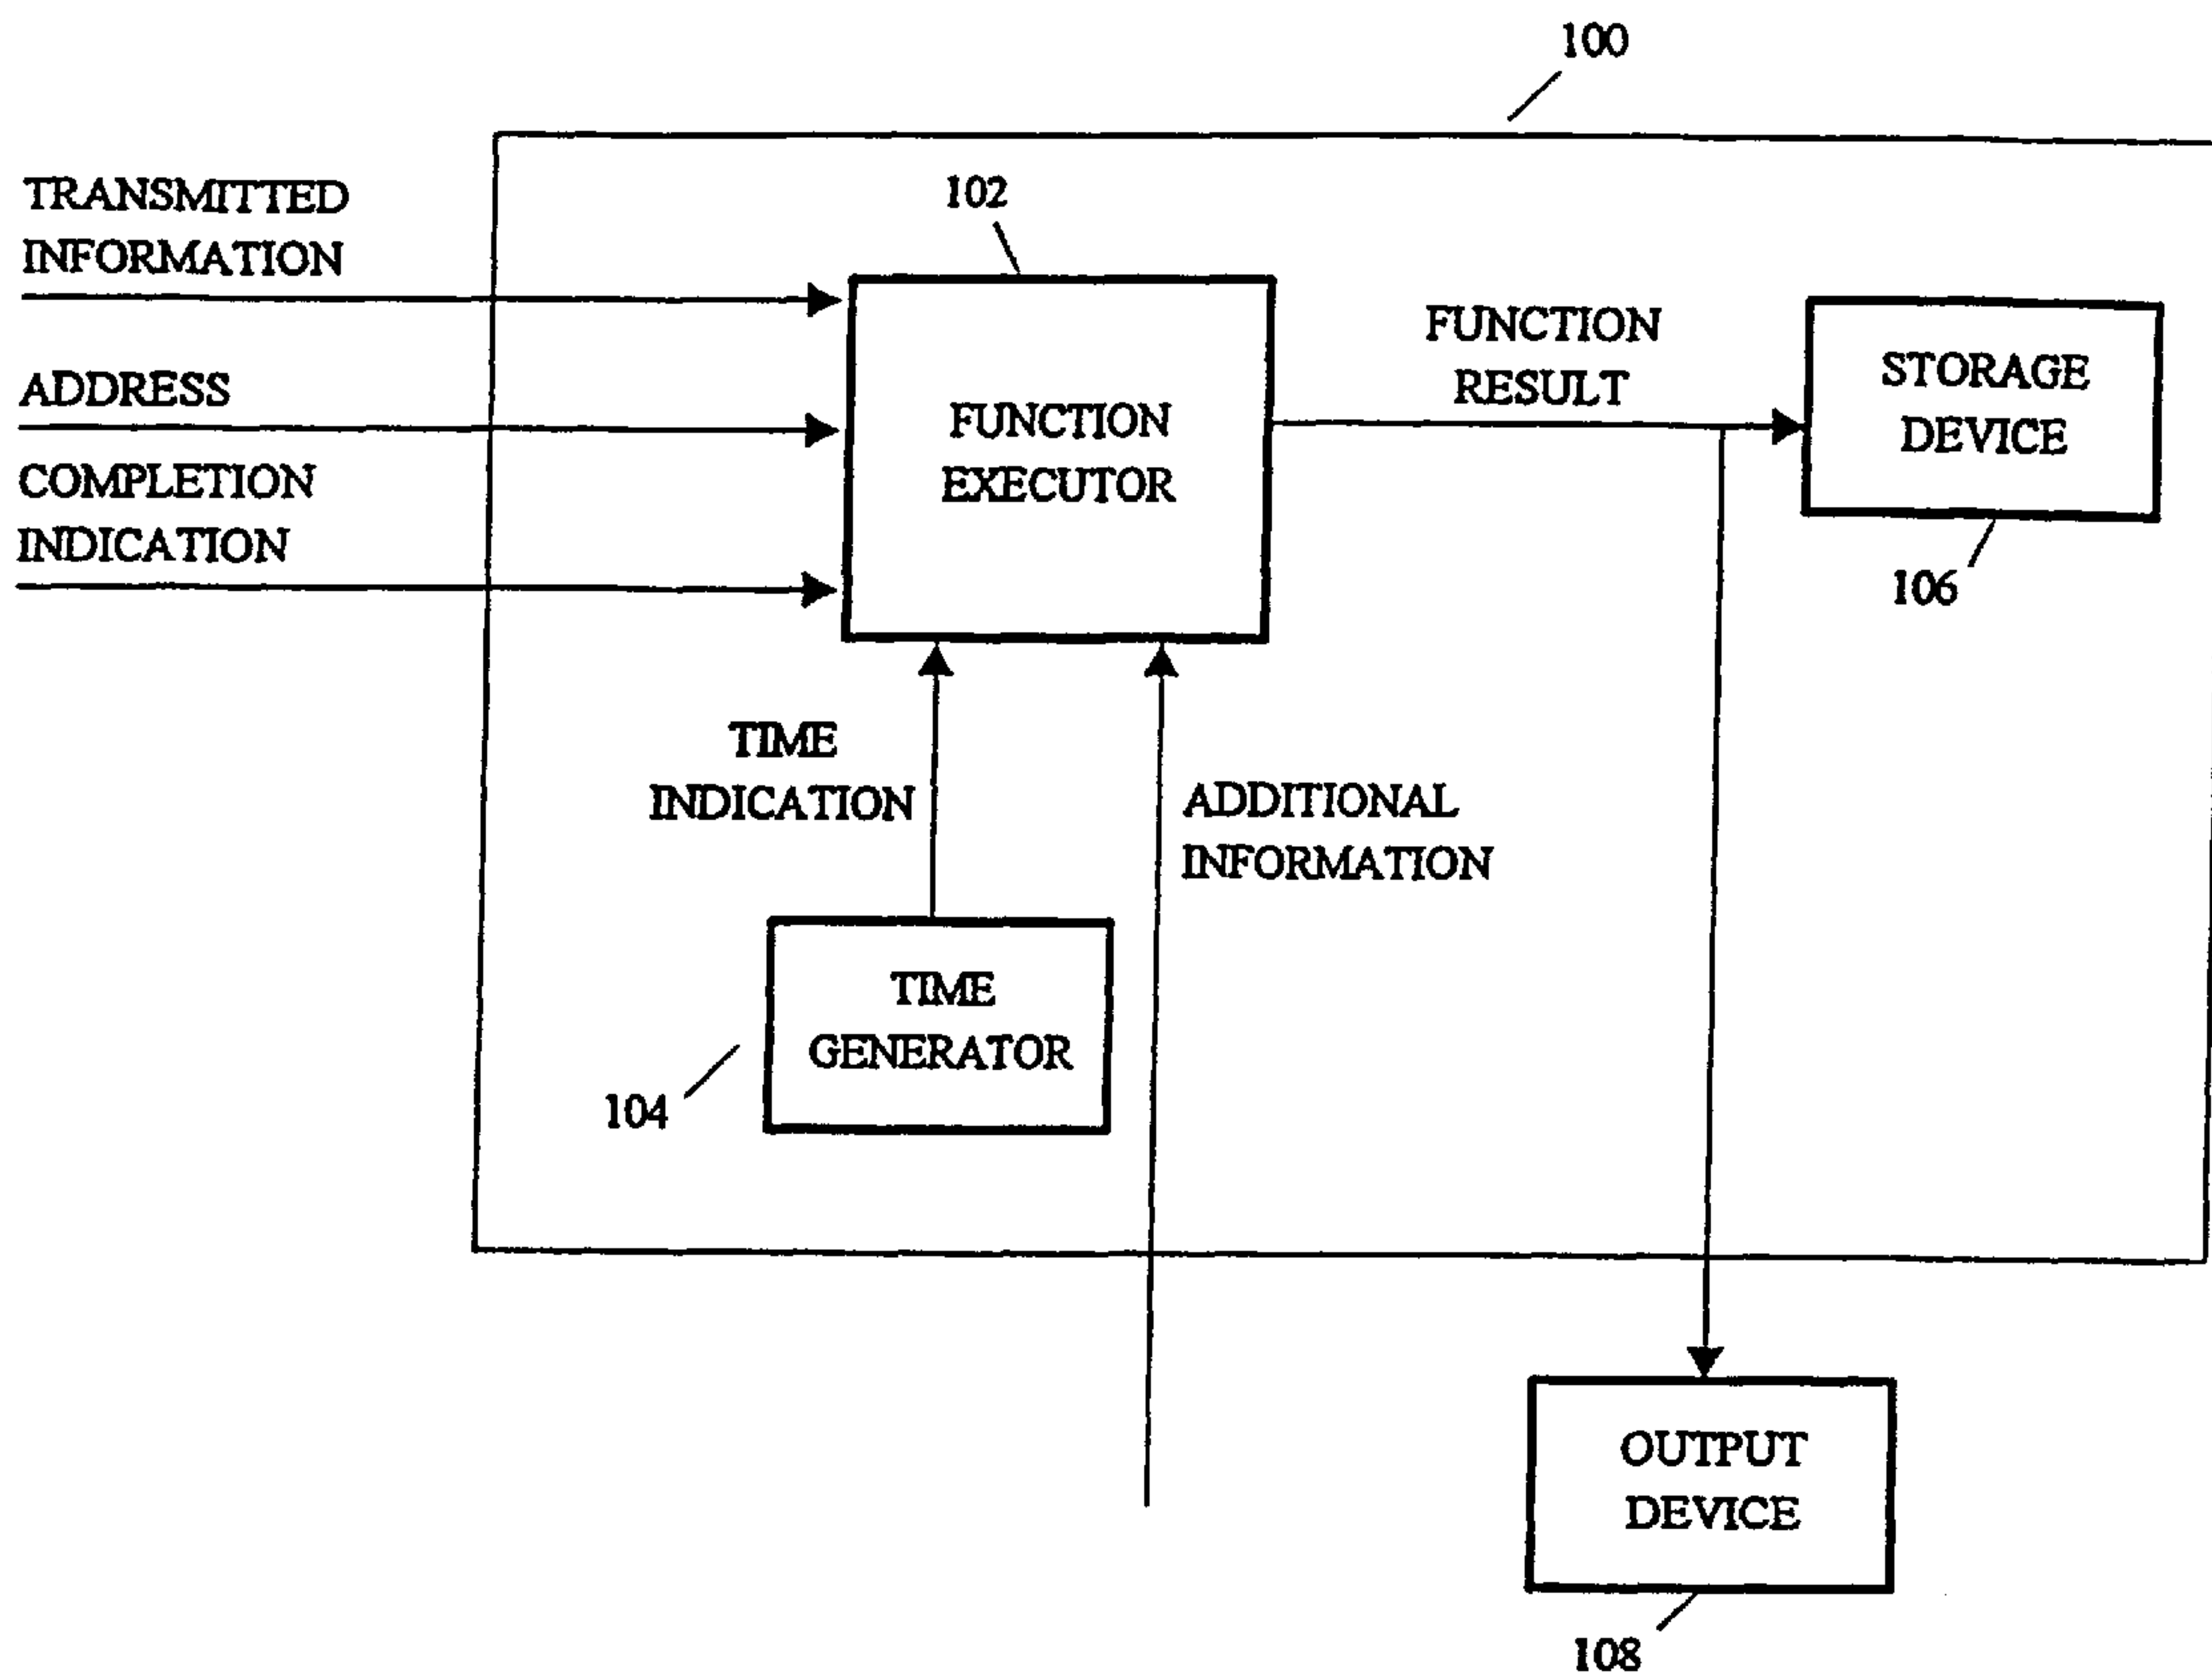 100
TRANSMITTED
INFORMATION
102
ADDRESS
COMPLETION
INDICATION
FUNCTION
EXECUTOR
FUNCTION
RESULT
STORAGE
DEVICE
106
TIME
INDICATION
ADDITIONAL
INFORMATION
TIME
GENERATOR
104
OUTPUT
DEVICE
108